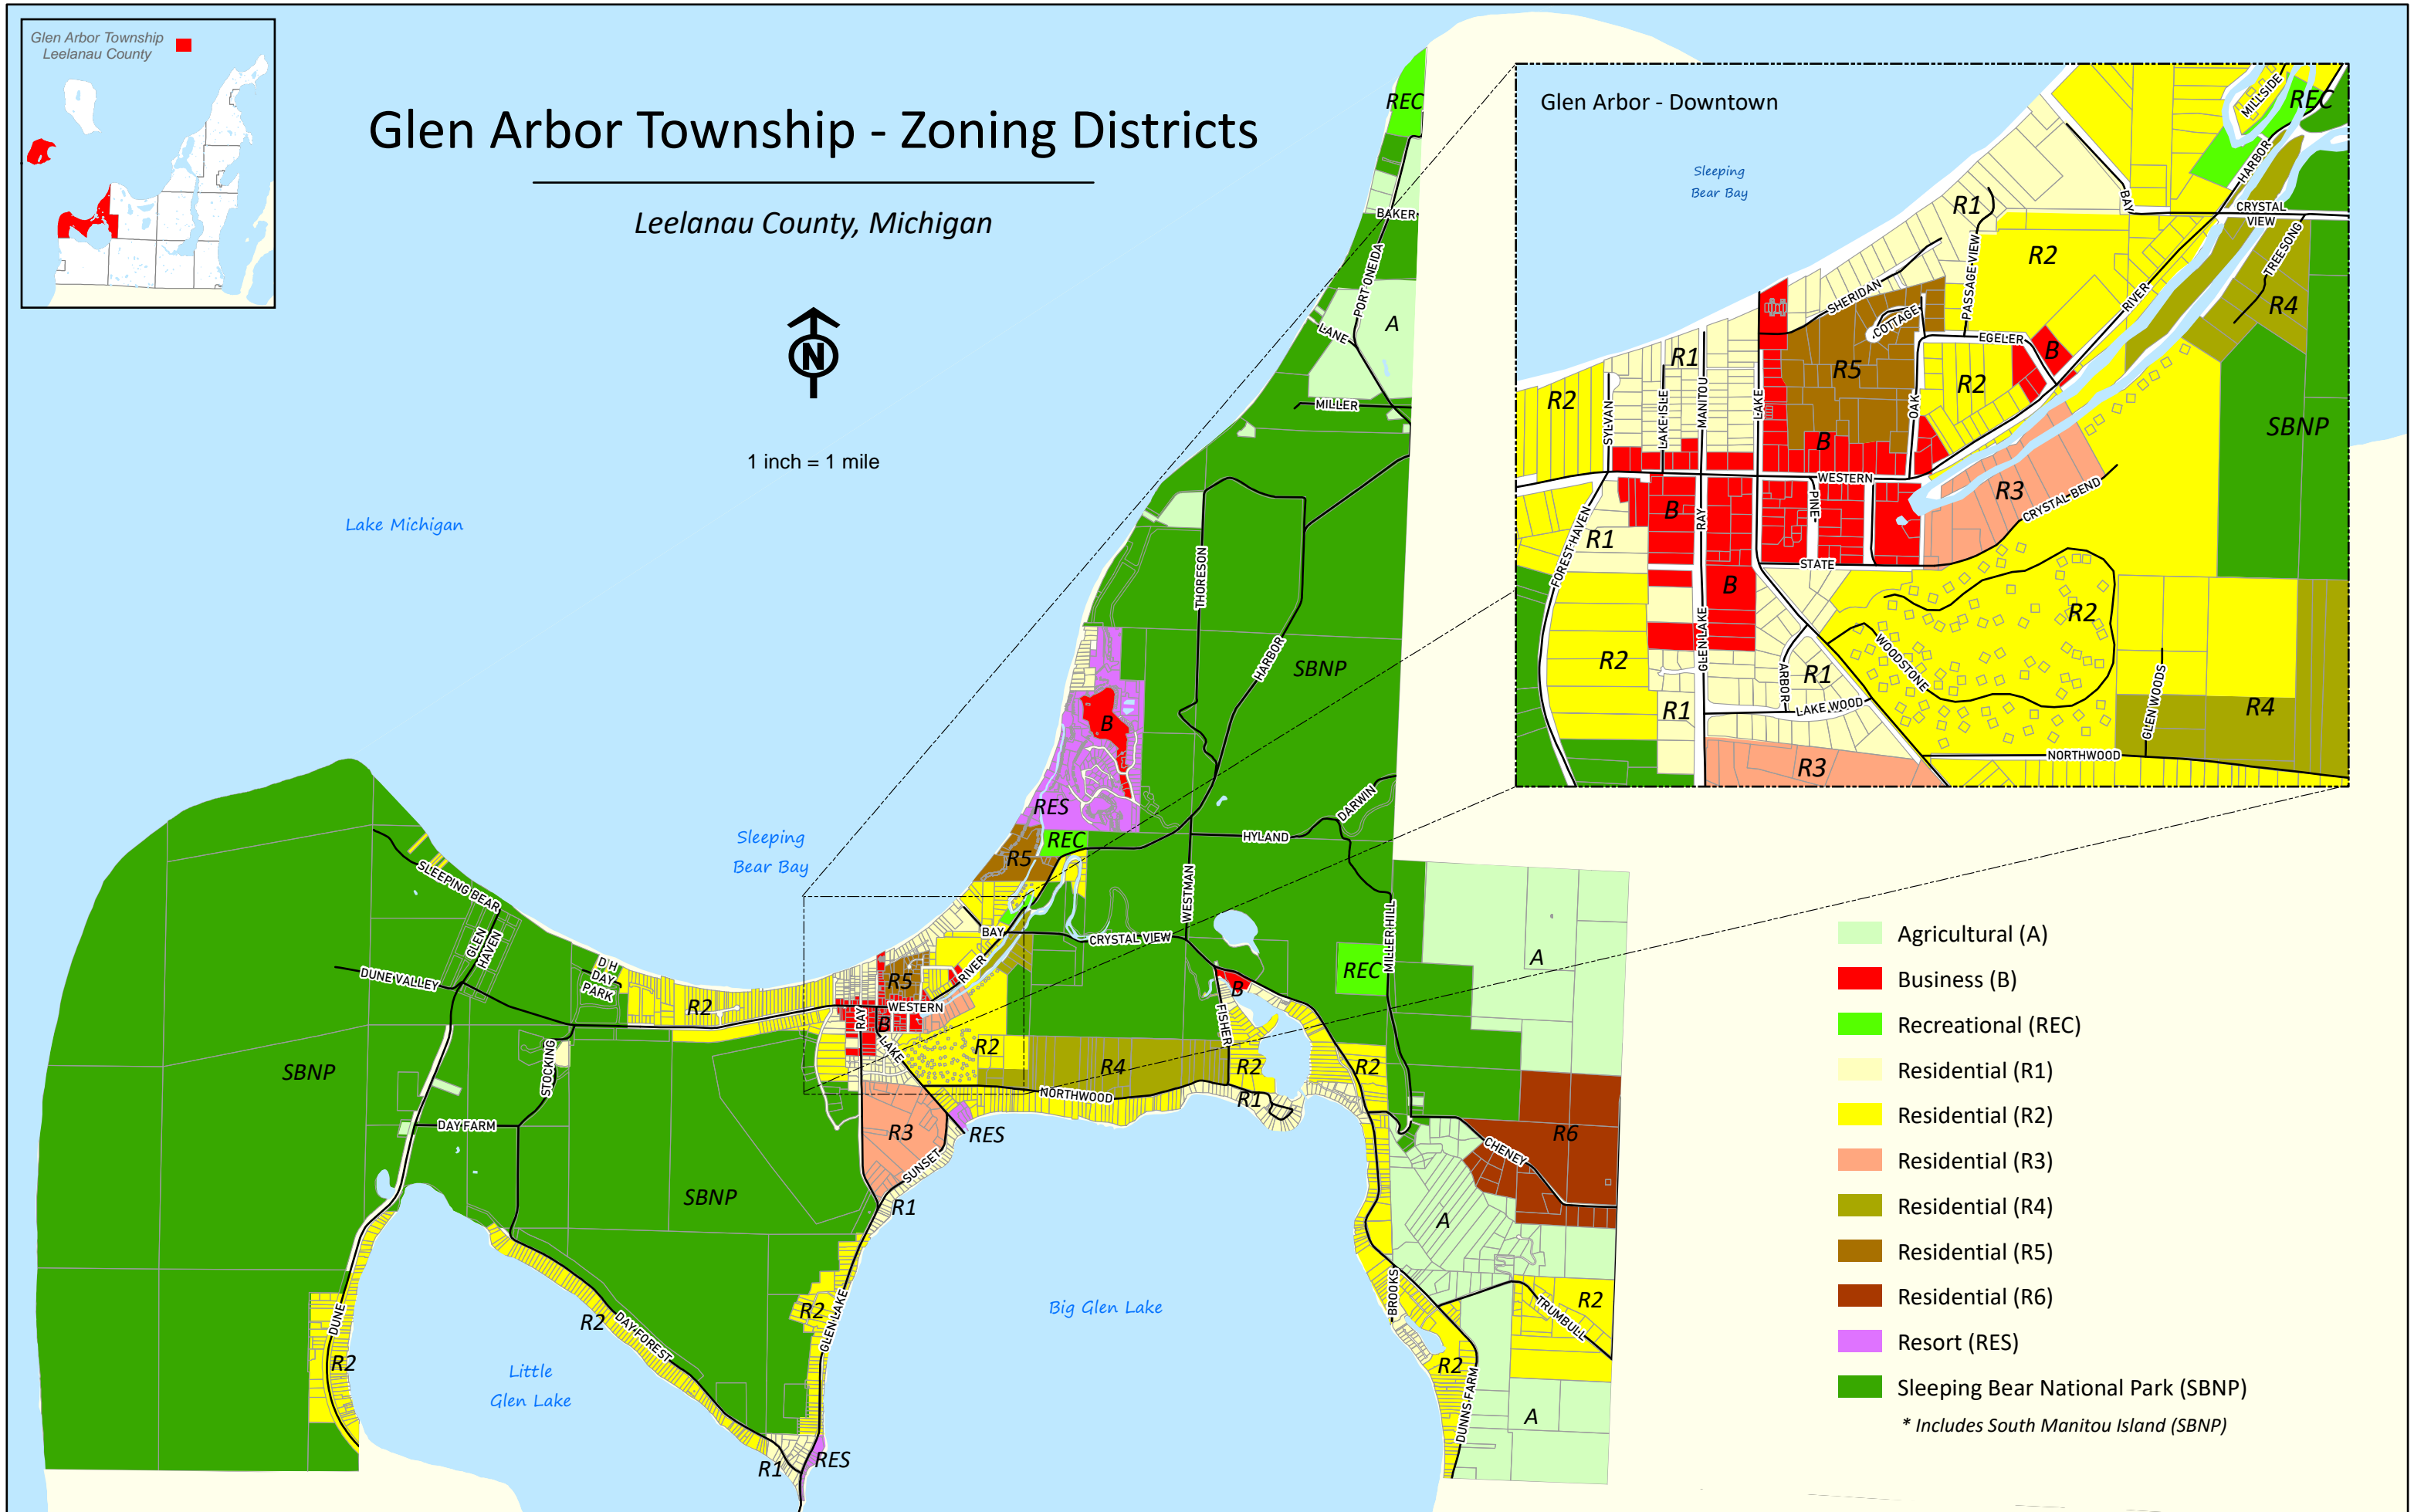 Glen Arbor Township
Leelanau County
Glen Arbor Township - Zoning Districts
Leelanau County, Michigan
N
1 inch = 1 mile
Lake Michigan
Sleeping
Bear Bay
Big Glen Lake
Little
Glen Lake
REC
BAKER
PORT ONEIDA
LANE
A
MILLER
THORESON
HARBOR
SBNP
B
RES
REC
R5
HYLAND
DARWIN
WESTMAN
MILLER HILL
BAY
CRYSTAL VIEW
RIVER
REC
A
SLEEPING BEAR
GLEN
HAVEN
DUNE VALLEY
D H
DAY
PARK
R2
R5
WESTERN
RAY
B
LAKE
R2
R4
B
FISHER
R2
R2
NORTHWOOD
R1
STOCKING
SBNP
DAY FARM
SBNP
R3
RES
SUNSET
R1
R6
CHENEY
A
DUNE
R2
R2
DAY FOREST
R2
GLEN LAKE
R1
RES
BROOKS
R2
TRUMBULL
R2
DUNNS FARM
A
Glen Arbor - Downtown
Sleeping
Bear Bay
MILLSIDE
REC
HARBOR
BAY
CRYSTAL
VIEW
TREESONG
R1
R2
PASSAGE VIEW
SHERIDAN
COTTAGE
RIVER
R4
EGELER
B
R1
R5
R2
R2
SYLVAN
LAKE ISLE
MANITOU
LAKE
OAK
B
SBNP
WESTERN
R3
CRYSTAL BEND
PINE
B
RAY
R1
FOREST HAVEN
STATE
B
R2
R2
GLEN LAKE
WOODSTONE
ARBOR
R1
R1
LAKE WOOD
GLEN WOODS
R4
NORTHWOOD
R3
Agricultural (A)
Business (B)
Recreational (REC)
Residential (R1)
Residential (R2)
Residential (R3)
Residential (R4)
Residential (R5)
Residential (R6)
Resort (RES)
Sleeping Bear National Park (SBNP)
* Includes South Manitou Island (SBNP)